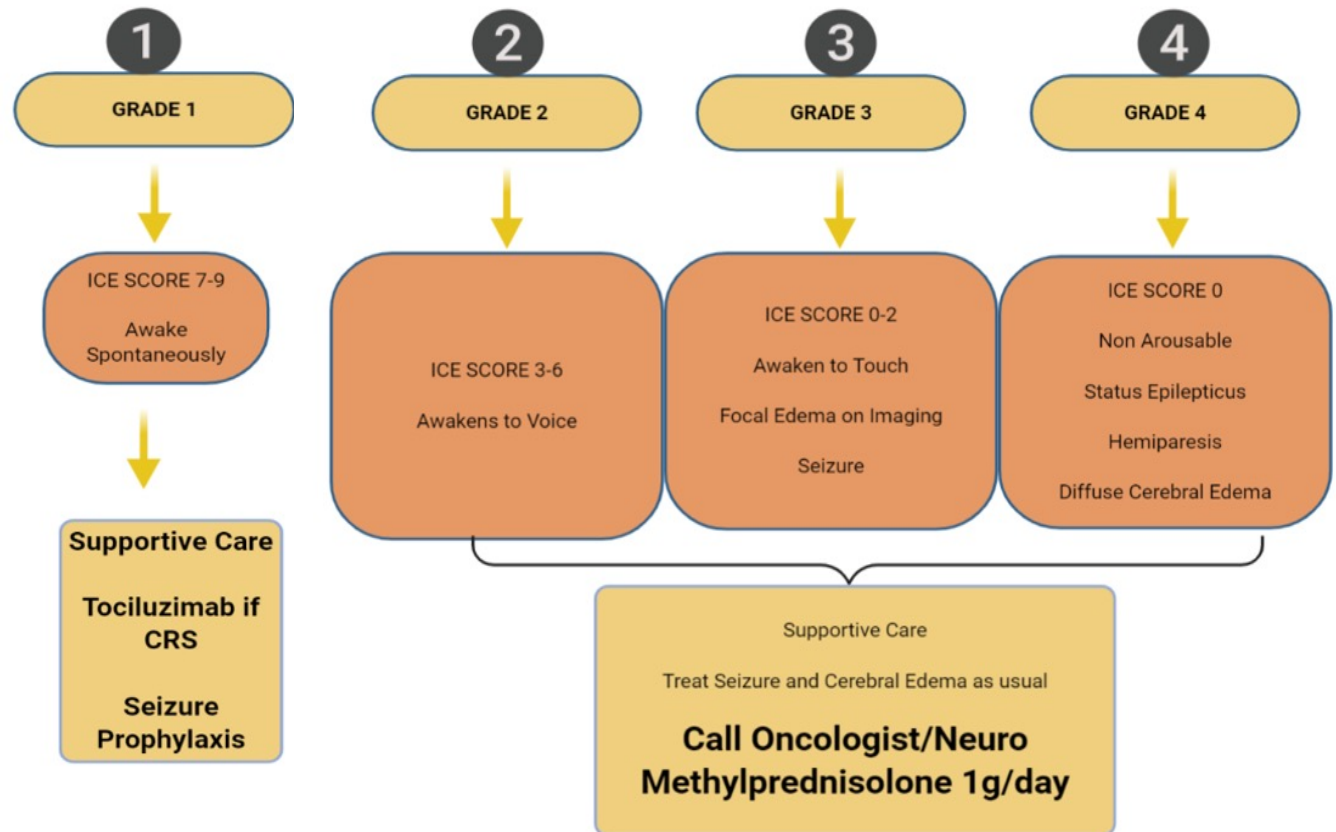 1
GRADE 1
ICE SCORE 7-9
Awake
Spontaneously
Supportive Care
Tociluzimab if
CRS
Seizure
Prophylaxis
2
GRADE 2
ICE SCORE 3-6
Awakens to Voice
3
GRADE 3
ICE SCORE 0-2
Awaken to Touch
Focal Edema on Imaging
Seizure
4
GRADE 4
ICE SCORE 0
Non Arousable
Status Epilepticus
Hemiparesis
Diffuse Cerebral Edema
Supportive Care
Treat Seizure and Cerebral Edema as usual
Call Oncologist/Neuro
Methylprednisolone 1g/day